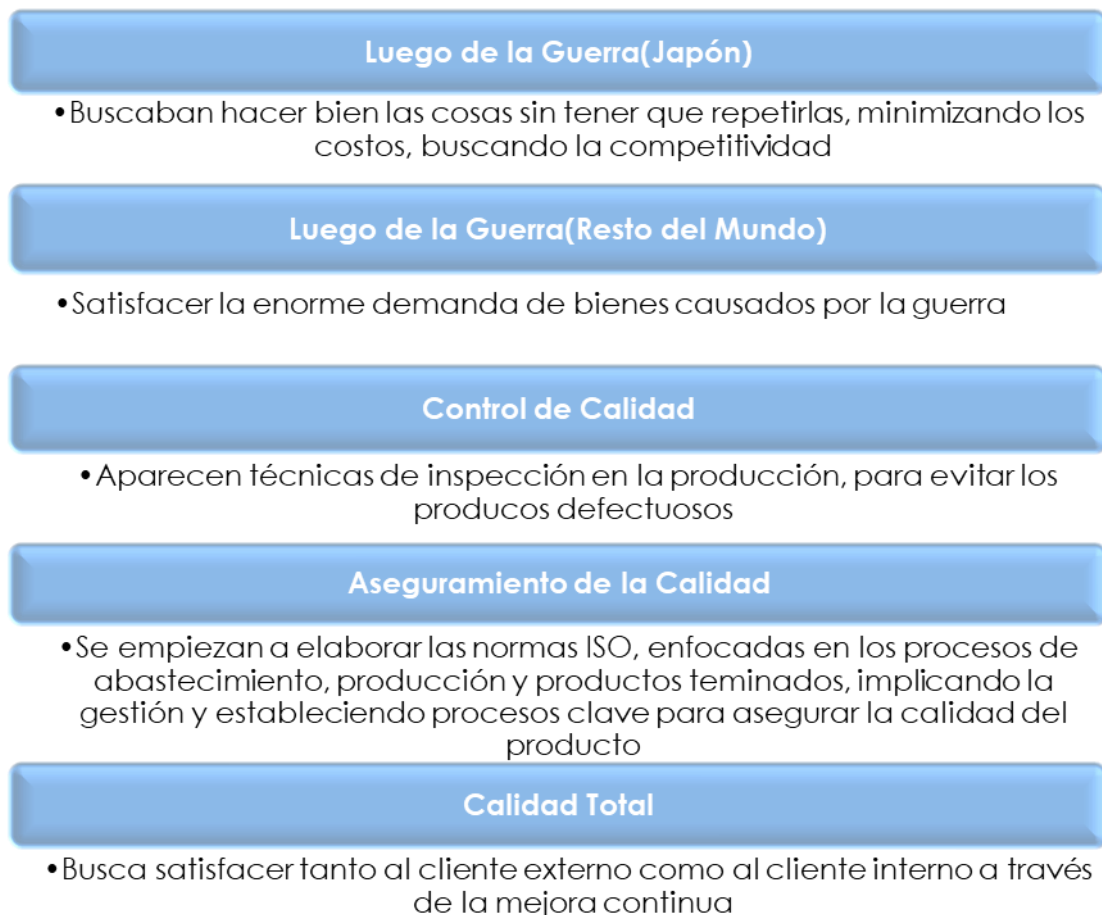 Luego de la Guerra(Japón)
•Buscaban hacer bien las cosas sin tener que repetirlas, minimizando los
costos, buscando la competitividad
Luego de la Guerra(Resto del Mundo)
•Satisfacer la enorme demanda de bienes causados por la guerra
Control de Calidad
•Aparecen técnicas de inspección en la producción, para evitar los
producos defectuosos
Aseguramiento de la Calidad
•Se empiezan a elaborar las normas ISO, enfocadas en los procesos de
abastecimiento, producción y productos teminados, implicando la
gestión y estableciendo procesos clave para asegurar la calidad del
producto
Calidad Total
•Busca satisfacer tanto al cliente externo como al cliente interno a través
de la mejora continua